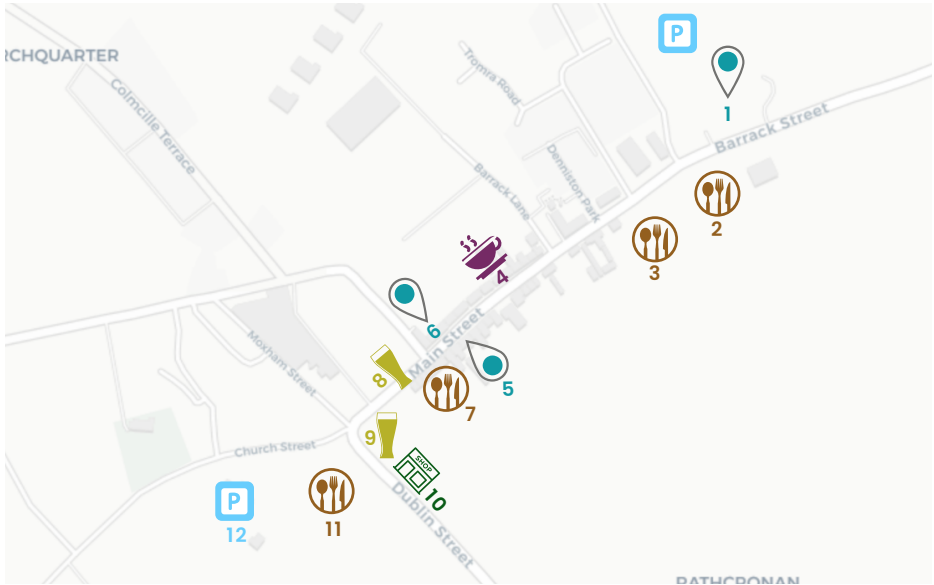 P
RCHQUARTER
1
Tromra Road
Colmcille Terrace
Barrack Street
Denniston Park
Barrack Lane
2
3
4
6
Main Street
Moxham Street
8
5
7
9
Church Street
SHOP
10
Dublin Street
P
11
12
RATHCRONAN